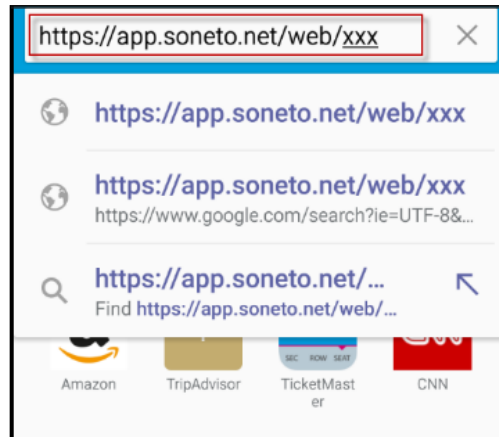 https://app.soneto.net/web/xxx
https://app.soneto.net/web/xxx
https://app.soneto.net/web/xxx
https://www.google.com/search?ie=UTF-8&...
https://app.soneto.net/...
Find https://app.soneto.net/web/...
SEC ROW SEAT
Amazon TripAdvisor TicketMast CNN
er